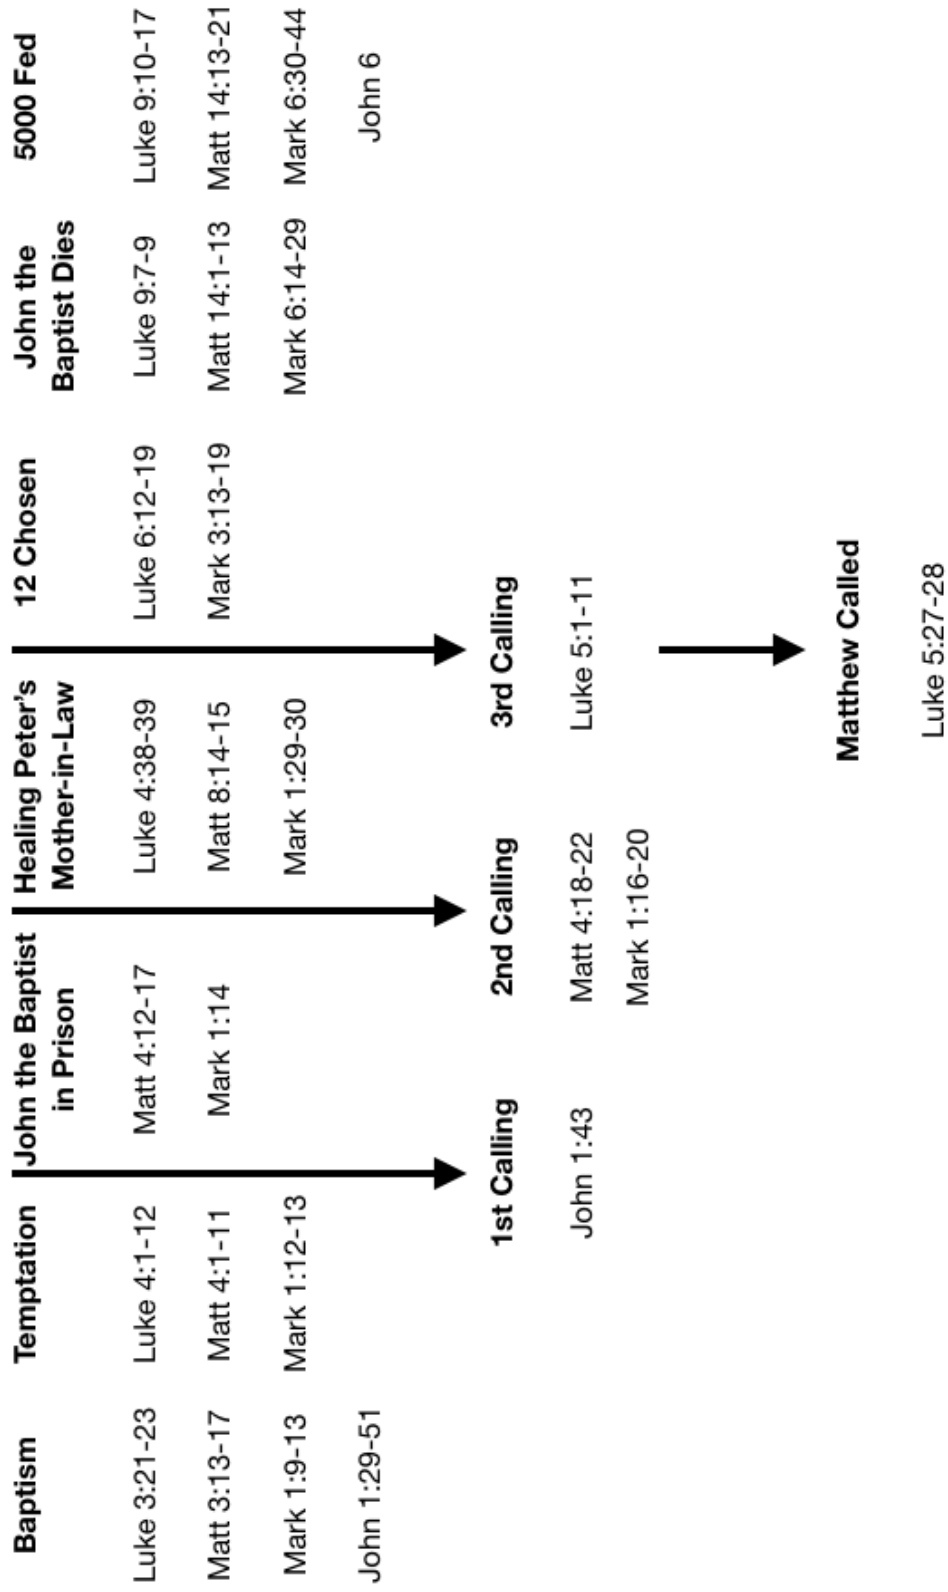 Baptism
Luke 3:21-23
Matt 3:13-17
Mark 1:9-13
John 1:29-51
Temptation
Luke 4:1-12
Matt 4:1-11
Mark 1:12-13
1st Calling
John 1:43
John the Baptist
in Prison
Matt 4:12-17
Mark 1:14
2nd Calling
Matt 4:18-22
Mark 1:16-20
Healing Peter's
Mother-in-Law
Luke 4:38-39
Matt 8:14-15
Mark 1:29-30
3rd Calling
Luke 5:1-11
Matthew Called
Luke 5:27-28
12 Chosen
Luke 6:12-19
Mark 3:13-19
John the
Baptist Dies
Luke 9:7-9
Matt 14:1-13
Mark 6:14-29
5000 Fed
Luke 9:10-17
Matt 14:13-21
Mark 6:30-44
John 6